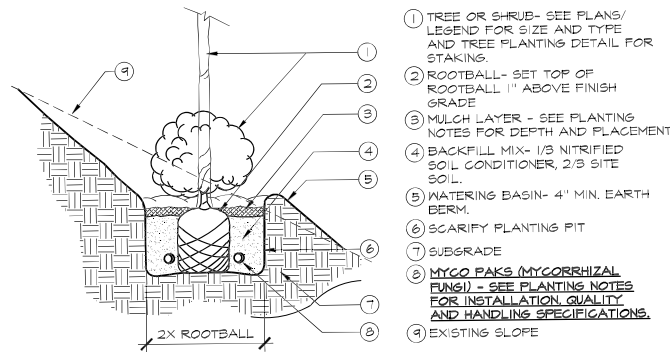 ① TREE OR SHRUB- SEE PLANS/
LEGEND FOR SIZE AND TYPE
AND TREE PLANTING DETAIL FOR
STAKING.
② ROOTBALL- SET TOP OF
ROOTBALL 1" ABOVE FINISH
GRADE
③ MULCH LAYER - SEE PLANTING
NOTES FOR DEPTH AND PLACEMENT
④ BACKFILL MIX- 1/3 NITRIFIED
SOIL CONDITIONER, 2/3 SITE
SOIL.
⑤ WATERING BASIN- 4" MIN. EARTH
BERM.
⑥ SCARIFY PLANTING PIT
⑦ SUBGRADE
⑧ MYCO PAKS (MYCORRHIZAL
FUNGI) - SEE PLANTING NOTES
FOR INSTALLATION, QUALITY
AND HANDLING SPECIFICATIONS.
⑨ EXISTING SLOPE
①
⑨
②
③
④
⑤
⑥
⑦
⑧
2X ROOTBALL